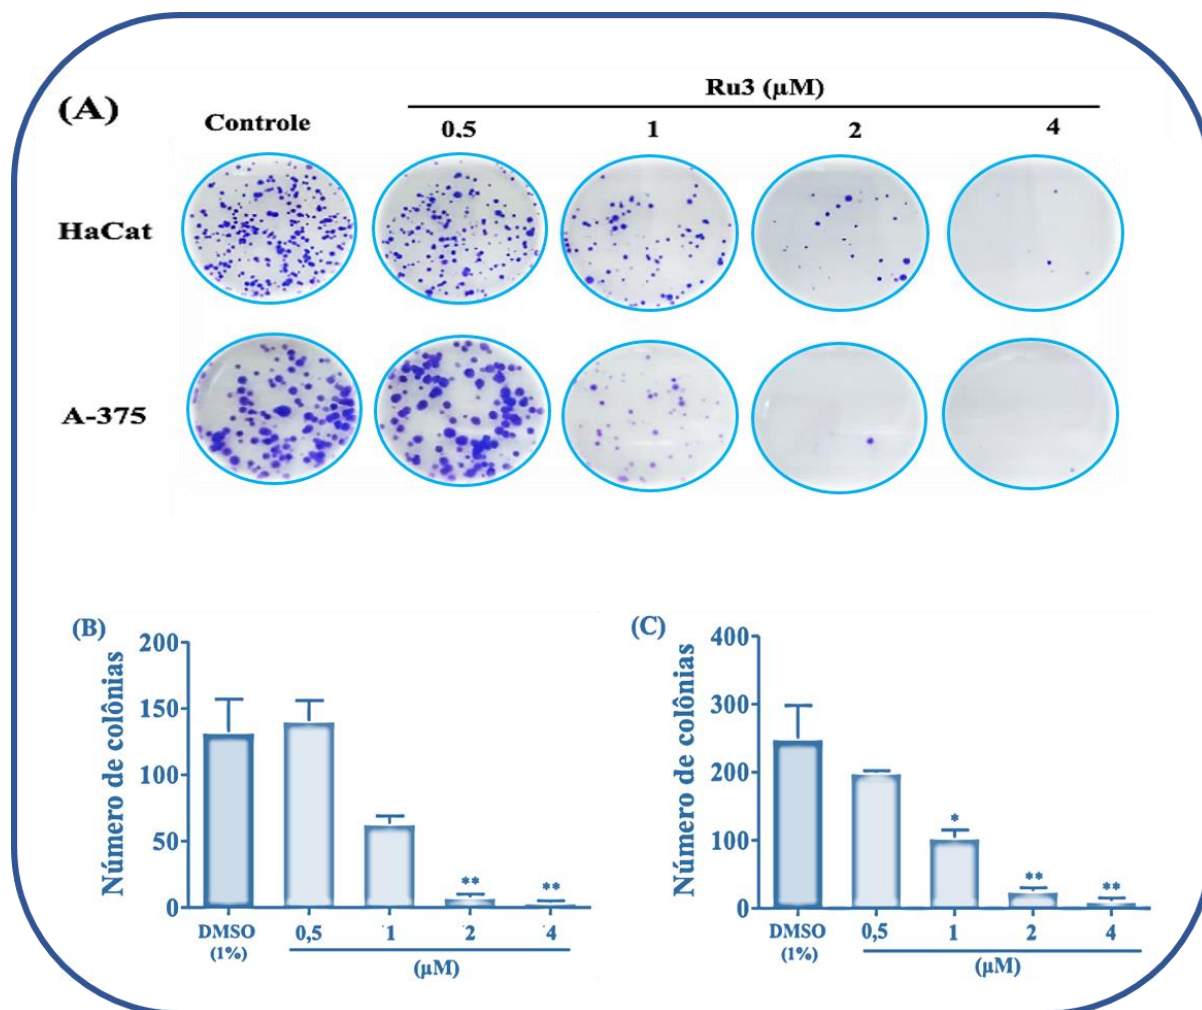 (A)
Ru3 (µM)
Controle 0,5 1 2 4
HaCat
A-375
(B)
Número de colônias
200
150
100
50
0
** **
DMSO (1%) 0,5 1 2 4
(µM)
(C)
Número de colônias
400
300
200
100
0
* ** **
DMSO (1%) 0,5 1 2 4
(µM)